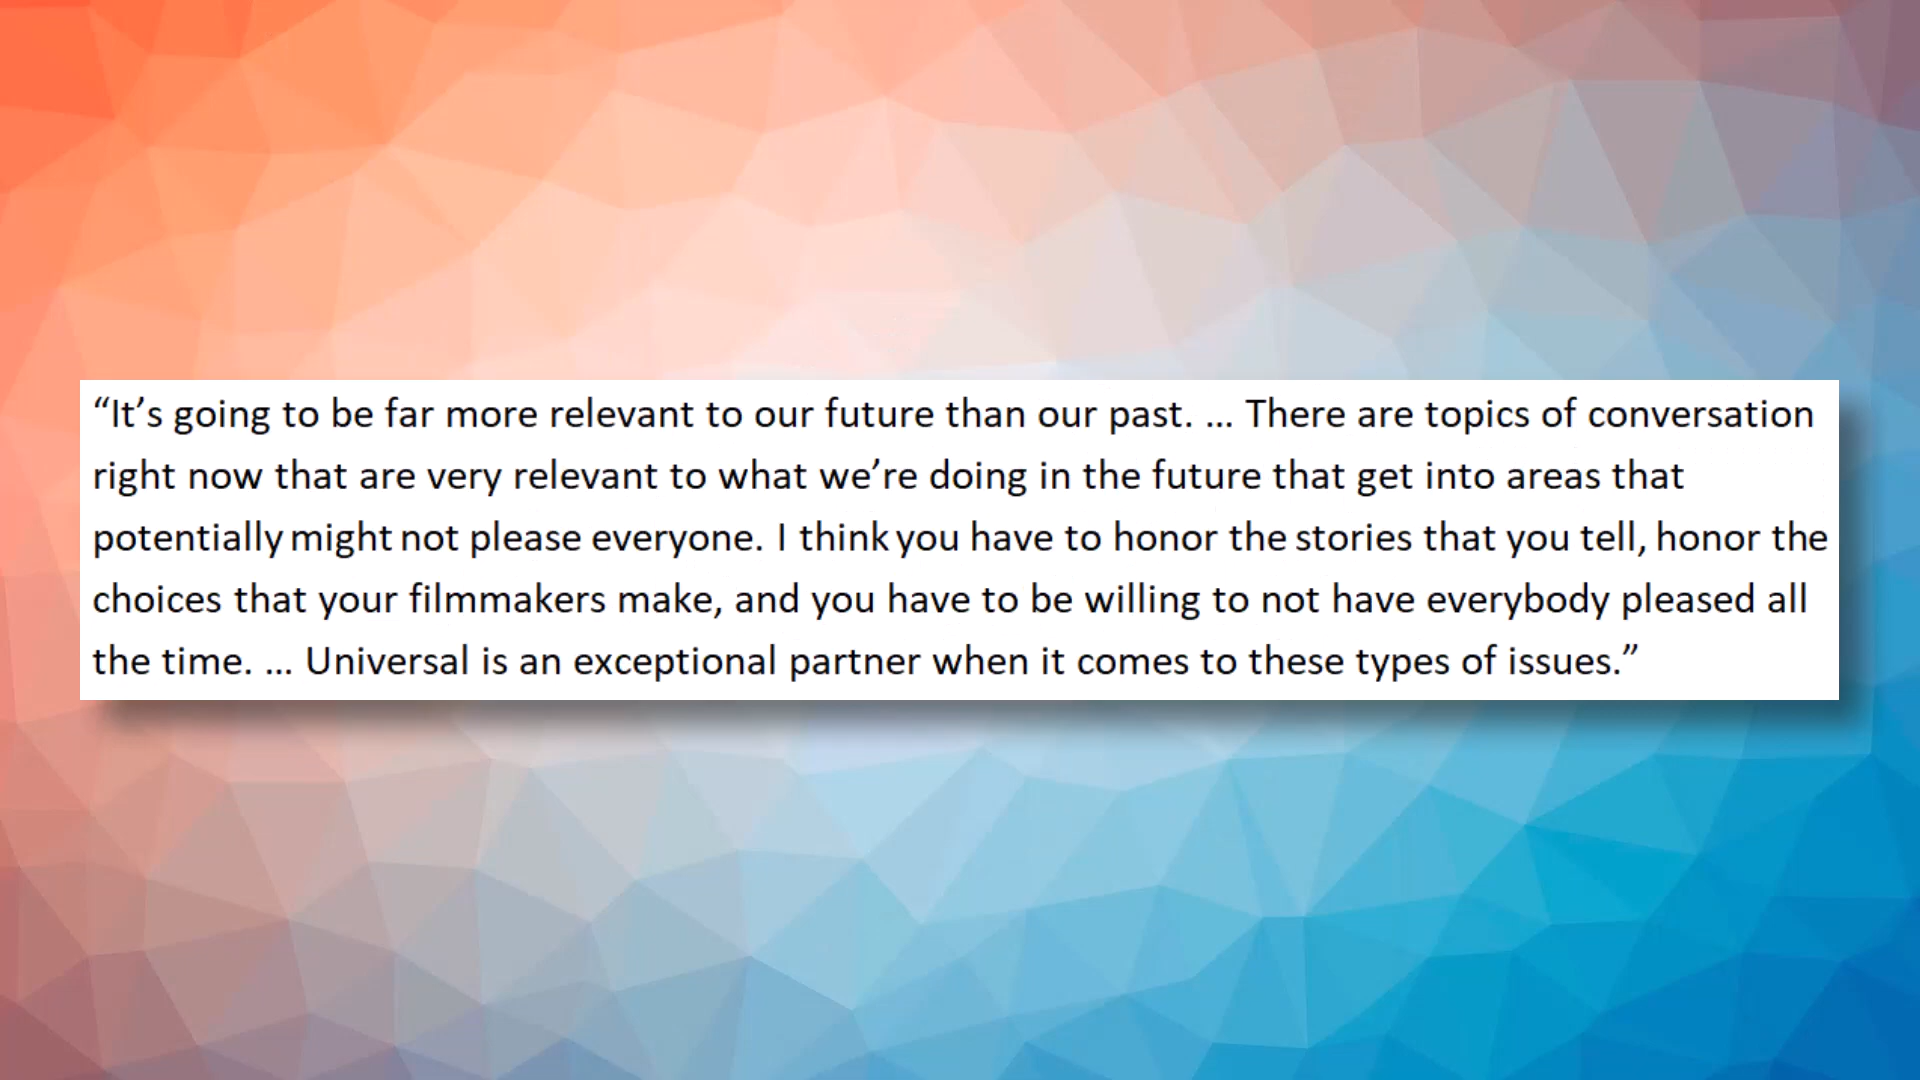 “It’s going to be far more relevant to our future than our past. ... There are topics of conversation
right now that are very relevant to what we’re doing in the future that get into areas that
potentially might not please everyone. I think you have to honor the stories that you tell, honor the
choices that your filmmakers make, and you have to be willing to not have everybody pleased all
the time. ... Universal is an exceptional partner when it comes to these types of issues.”